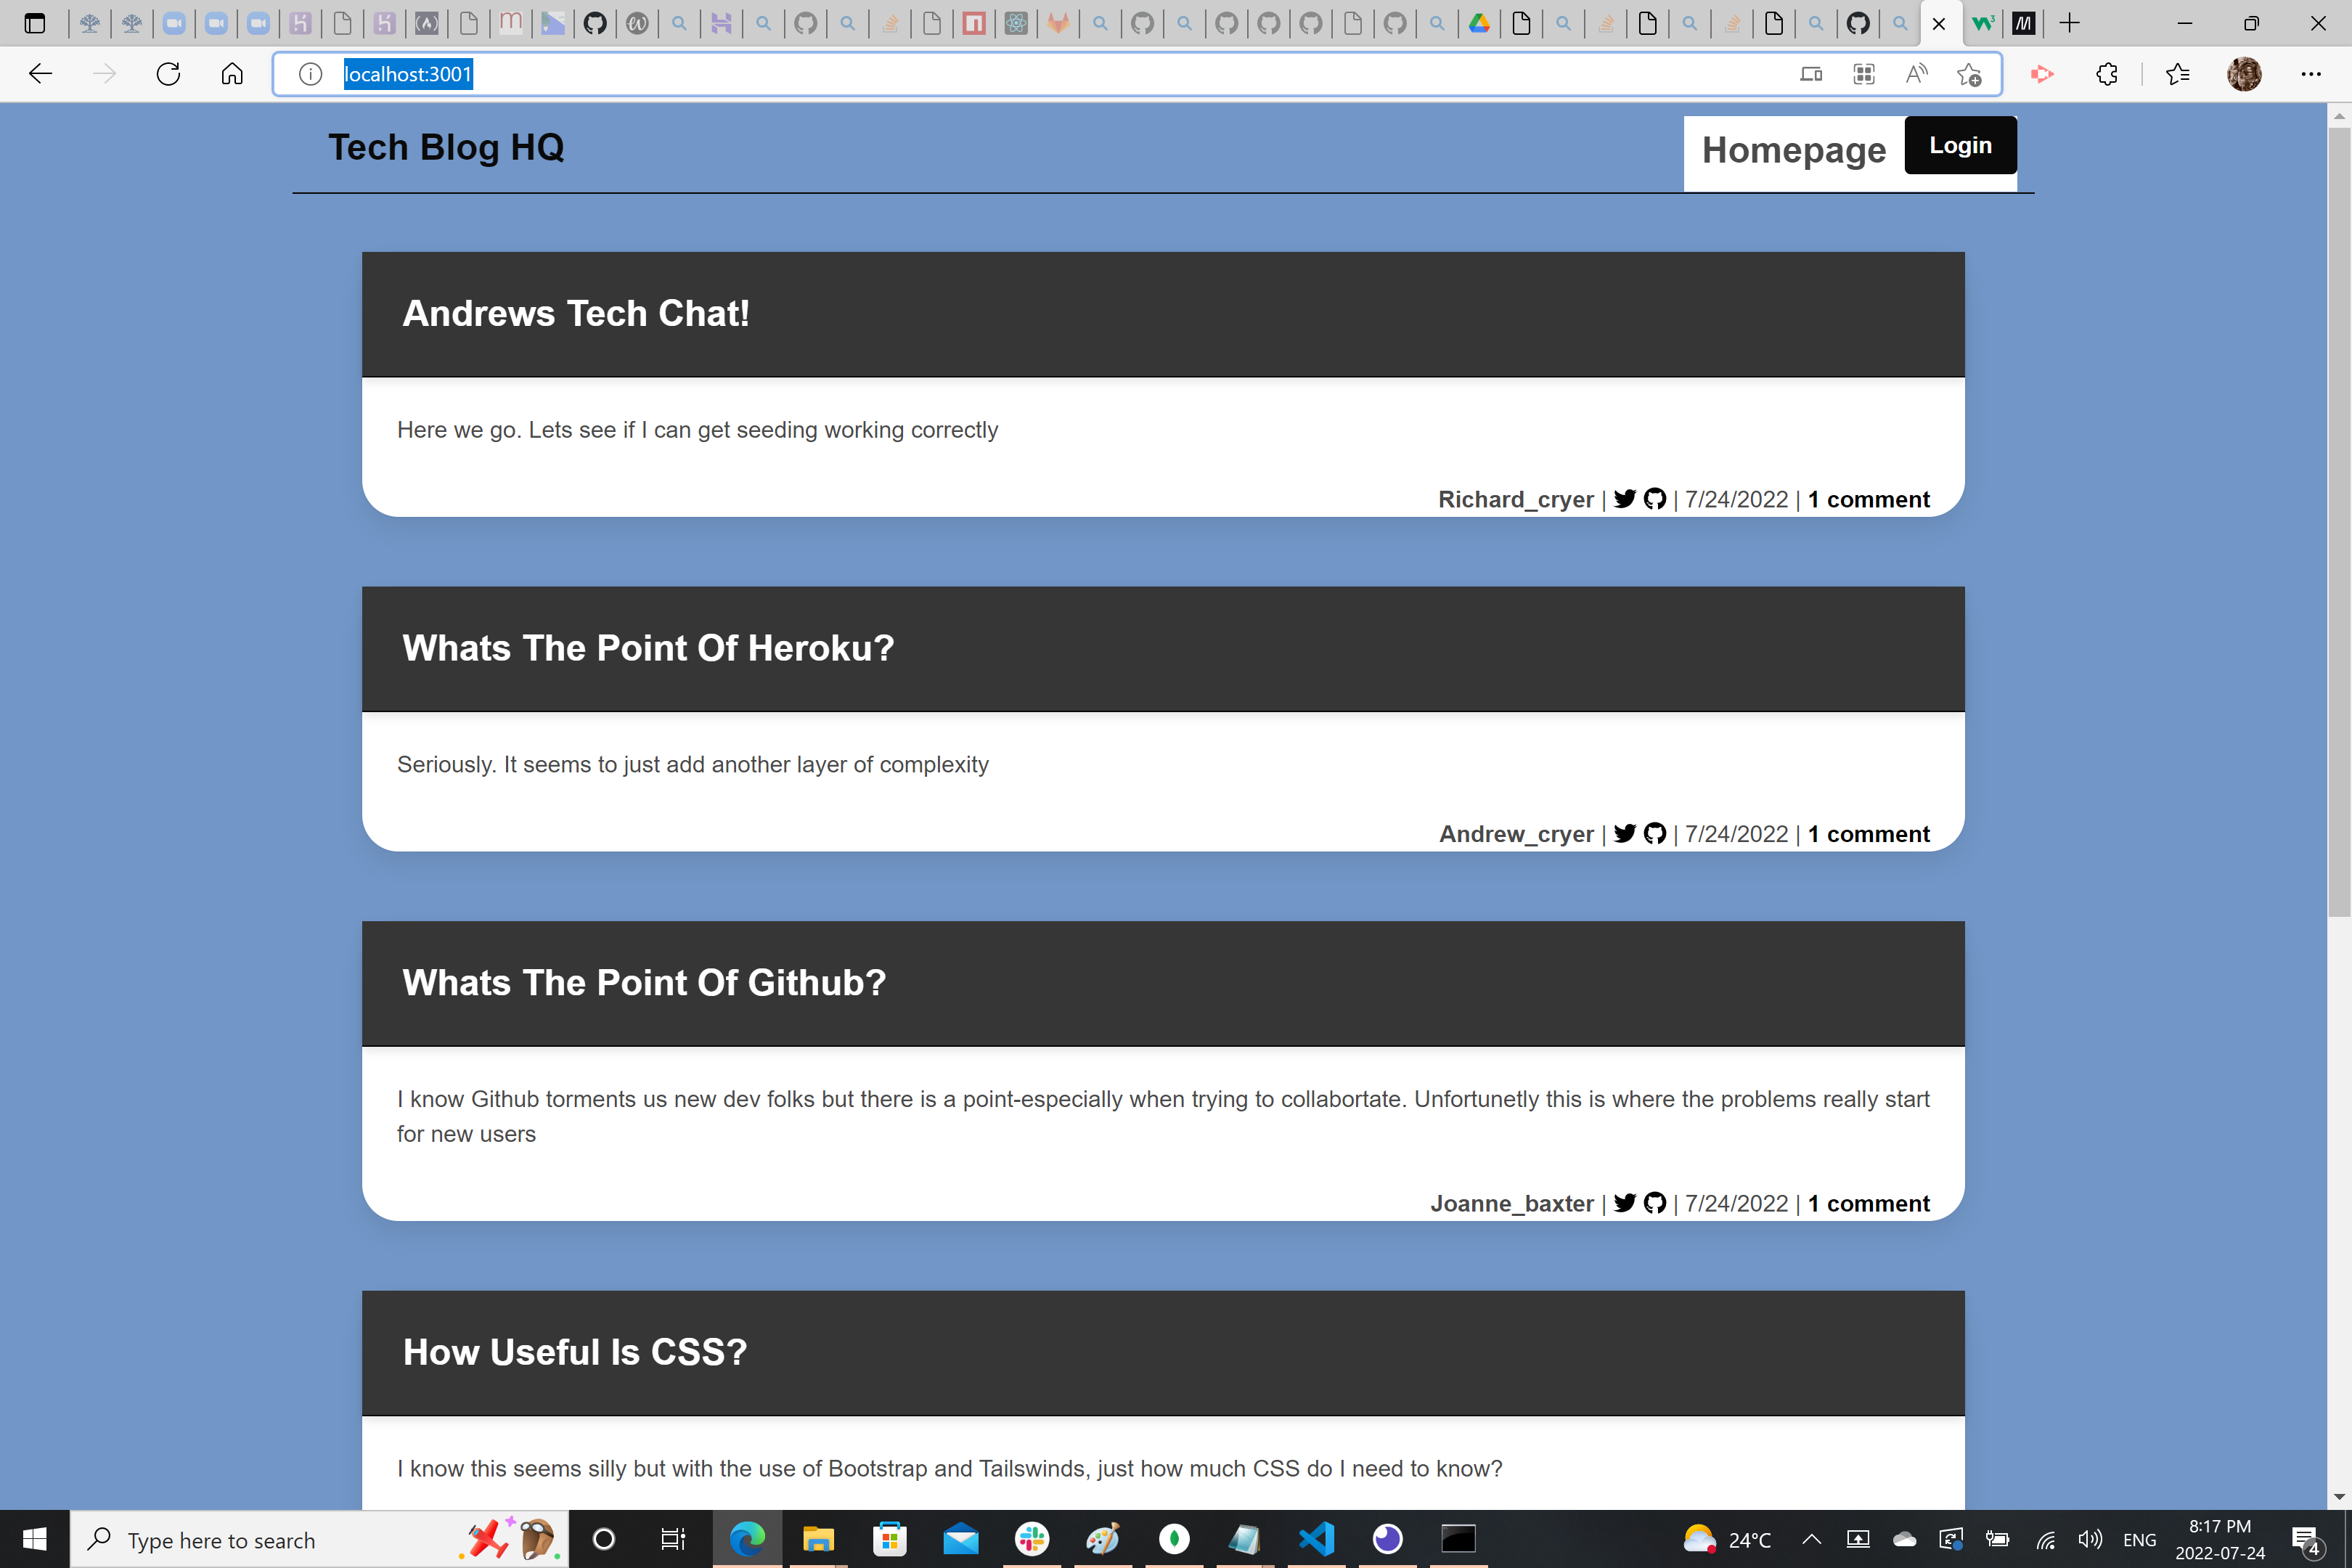 localhost:3001
Tech Blog HQ
Homepage
Login
Andrews Tech Chat!
Here we go. Lets see if I can get seeding working correctly
Richard_cryer | | 7/24/2022 | 1 comment
Whats The Point Of Heroku?
Seriously. It seems to just add another layer of complexity
Andrew_cryer | | 7/24/2022 | 1 comment
Whats The Point Of Github?
I know Github torments us new dev folks but there is a point-especially when trying to collabortate. Unfortunetly this is where the problems really start
for new users
Joanne_baxter | | 7/24/2022 | 1 comment
How Useful Is CSS?
I know this seems silly but with the use of Bootstrap and Tailswinds, just how much CSS do I need to know?
Type here to search
24°C
ENG
8:17 PM
2022-07-24
4